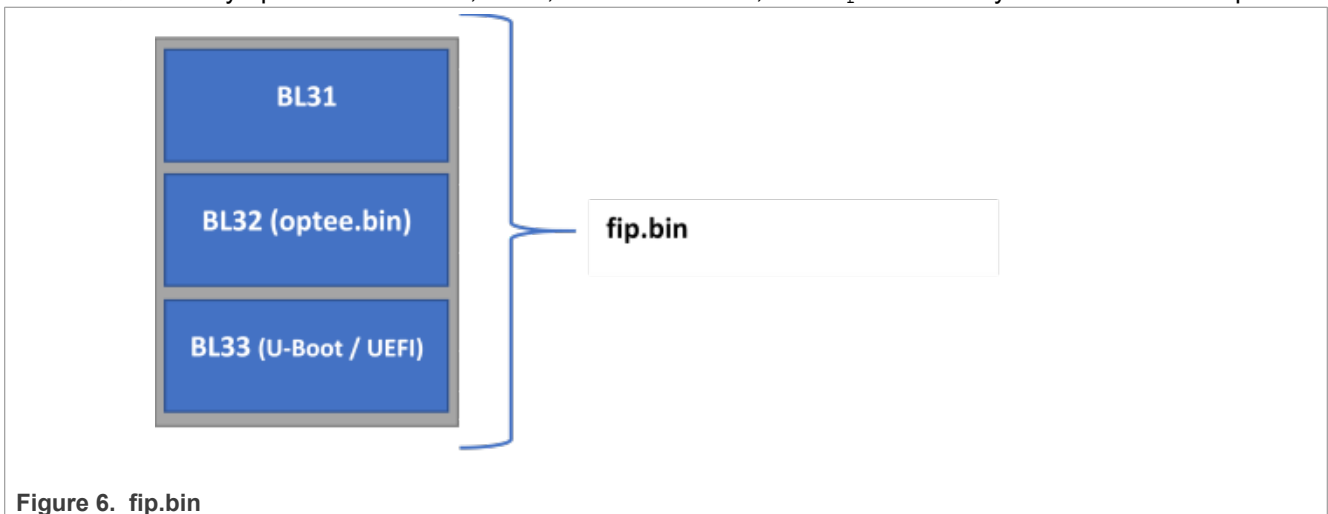 BL31
BL32 (optee.bin)
BL33 (U-Boot / UEFI)
fip.bin
Figure 6. fip.bin